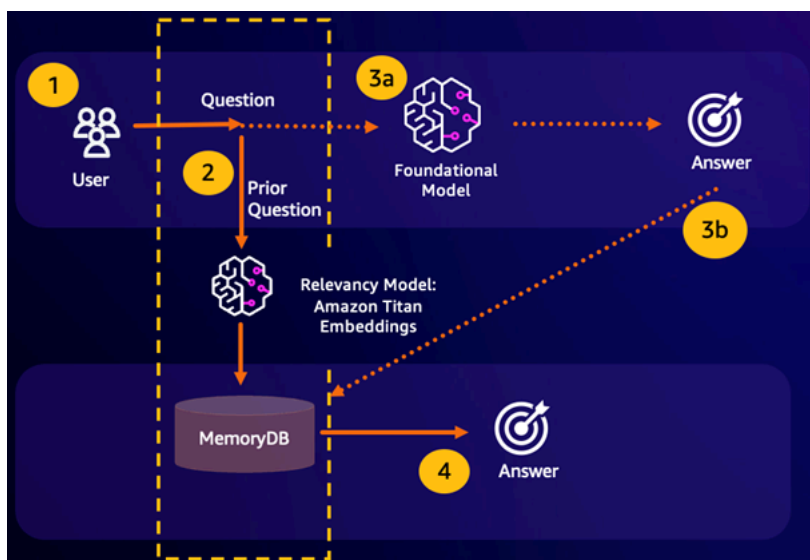 1
3a
Question
User
Foundational
Model
Answer
2
Prior
Question
3b
Relevancy Model:
Amazon Titan
Embeddings
MemoryDB
4
Answer